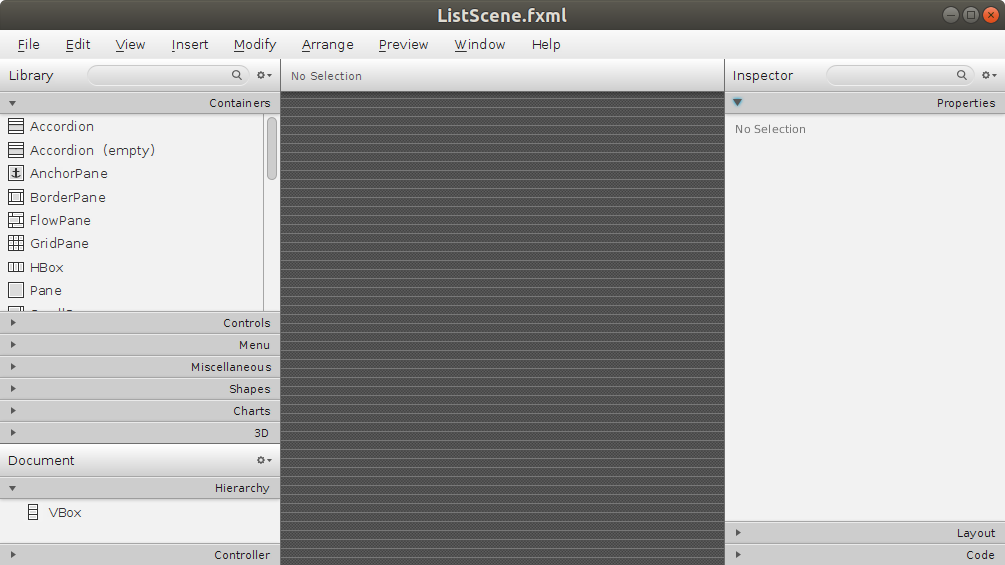 ListScene.fxml
File Edit View Insert Modify Arrange Preview Window Help
Library
No Selection
Inspector
Containers
Properties
Accordion
No Selection
Accordion (empty)
AnchorPane
BorderPane
FlowPane
GridPane
HBox
Pane
Controls
Menu
Miscellaneous
Shapes
Charts
3D
Document
Hierarchy
VBox
Layout
Controller
Code